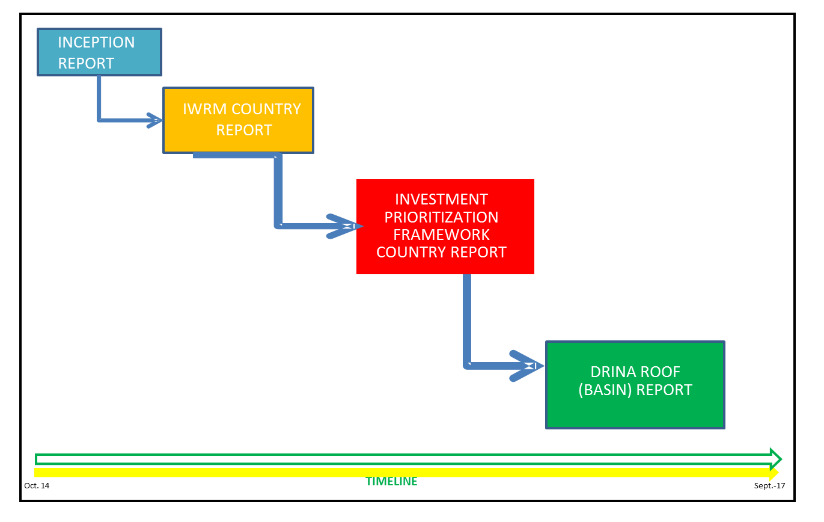 INCEPTION
REPORT
IWRM COUNTRY
REPORT
INVESTMENT
PRIORITIZATION
FRAMEWORK
COUNTRY REPORT
DRINA ROOF
(BASIN) REPORT
TIMELINE
Oct. 14
Sept.-17